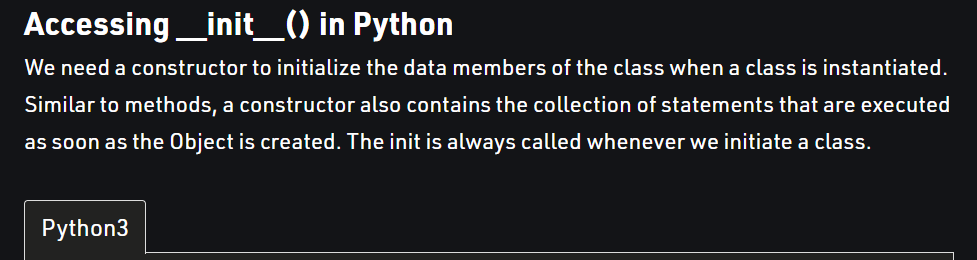 Accessing __init__() in Python
We need a constructor to initialize the data members of the class when a class is instantiated.
Similar to methods, a constructor also contains the collection of statements that are executed
as soon as the Object is created. The init is always called whenever we initiate a class.
Python3